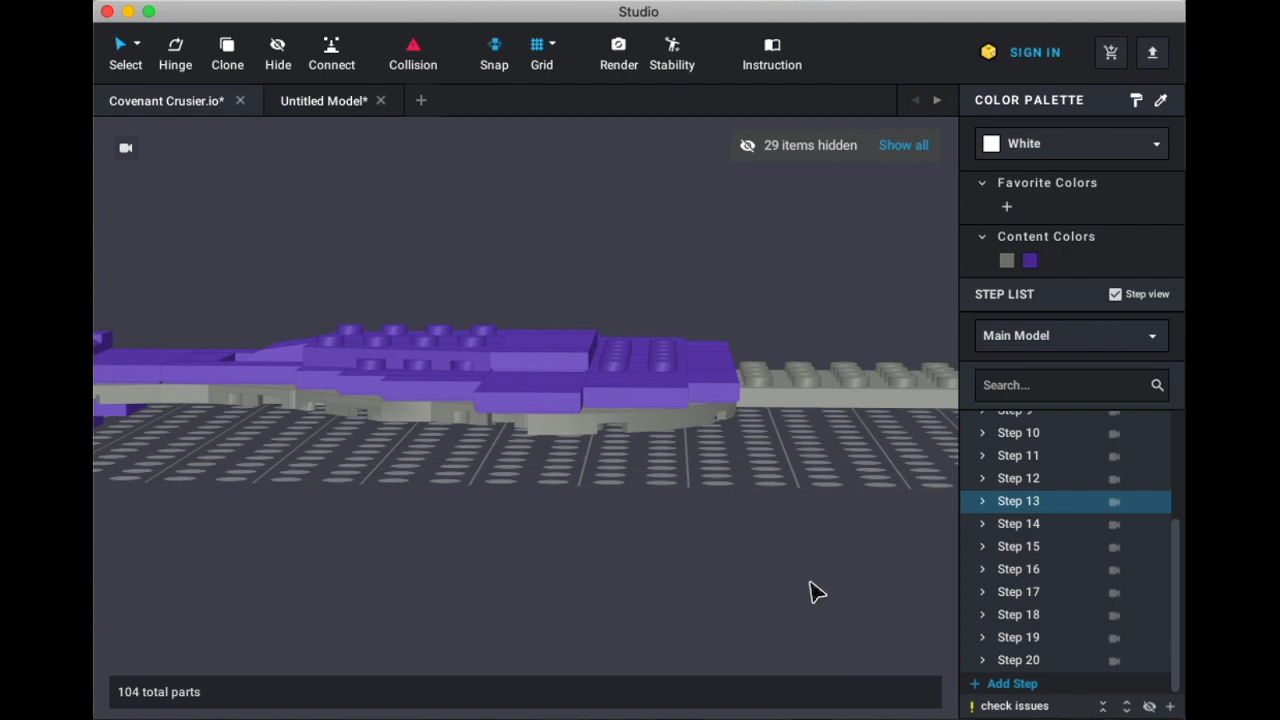 Studio
Select
Hinge
Clone
Hide
Connect
Collision
Snap
Grid
Render
Stability
Instruction
SIGN IN
Covenant Crusier.io*
Untitled Model*
COLOR PALETTE
29 items hidden
Show all
White
Favorite Colors
Content Colors
STEP LIST
Step view
Main Model
Search...
Step 9
Step 10
Step 11
Step 12
Step 13
Step 14
Step 15
Step 16
Step 17
Step 18
Step 19
Step 20
+ Add Step
104 total parts
! check issues